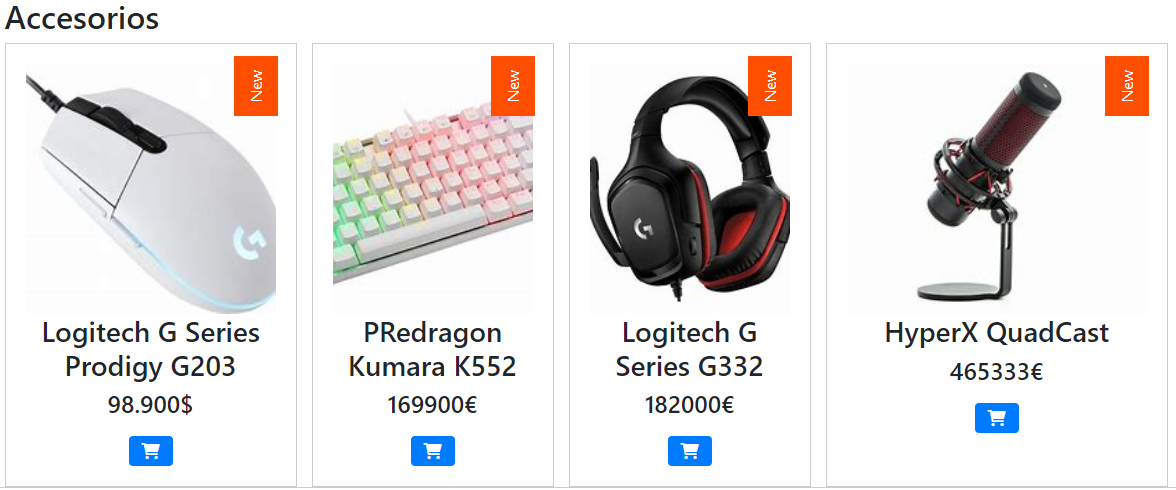 Accesorios
New
New
New
New
Logitech G Series
Prodigy G203
98.900$
PRedragon
Kumara K552
169900€
Logitech G
Series G332
182000€
HyperX QuadCast
465333€